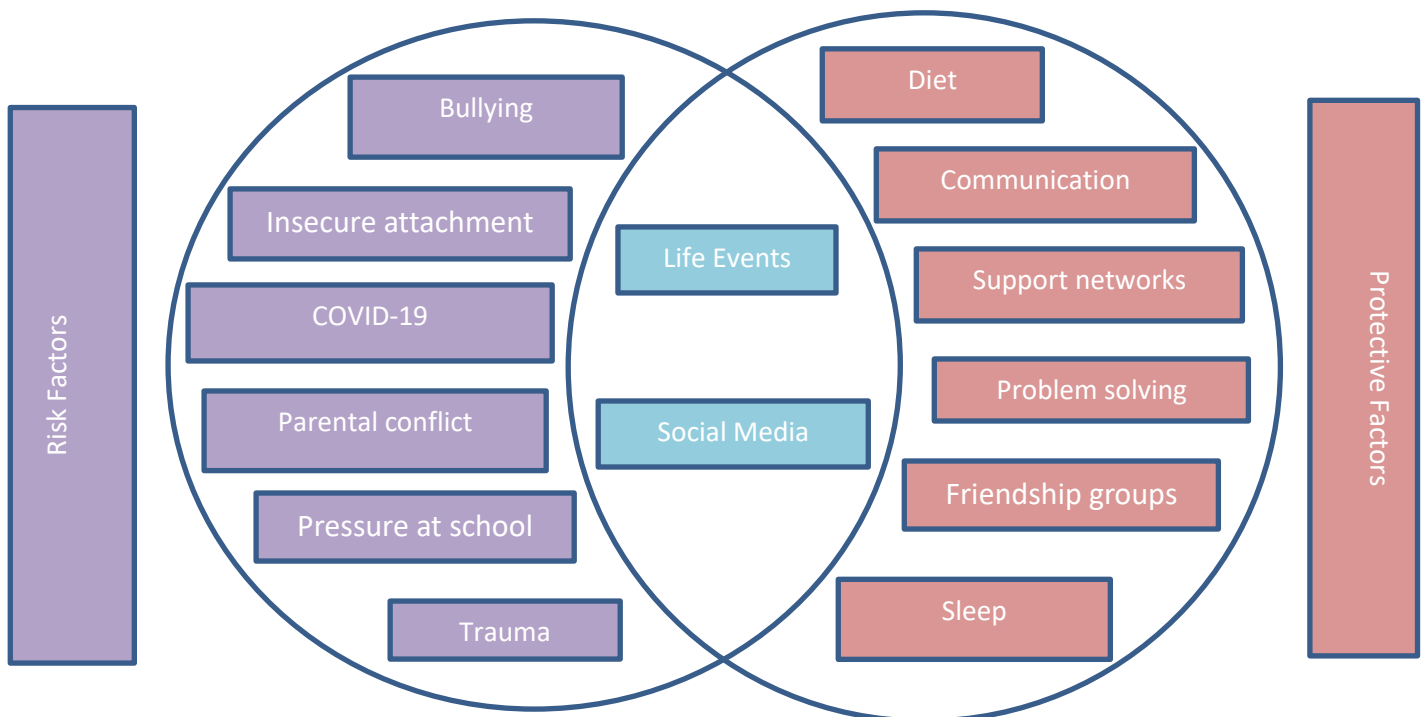 Risk Factors
Bullying
Insecure attachment
COVID-19
Parental conflict
Pressure at school
Trauma
Life Events
Social Media
Diet
Communication
Support networks
Problem solving
Friendship groups
Sleep
Protective Factors